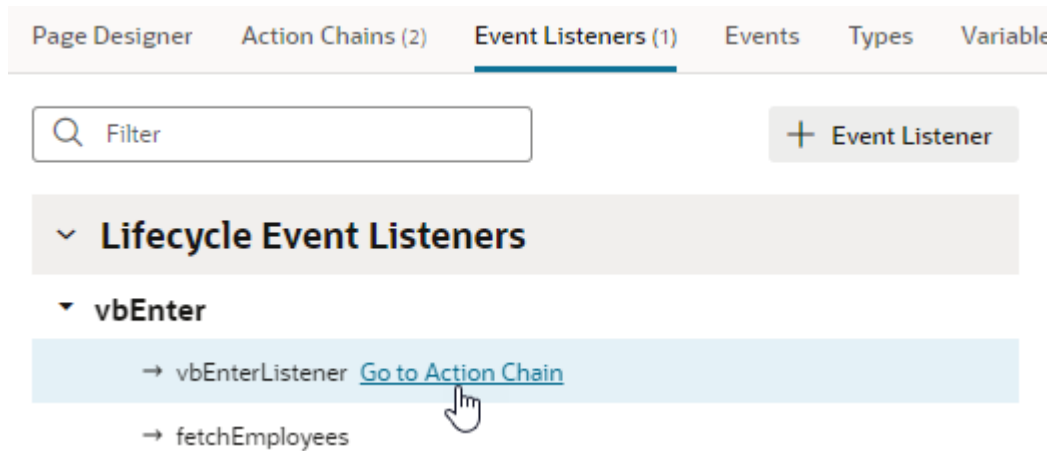 Page Designer Action Chains (2) Event Listeners (1) Events Types Variable
Filter + Event Listener
Lifecycle Event Listeners
vbEnter
→ vbEnterListener Go to Action Chain
→ fetchEmployees